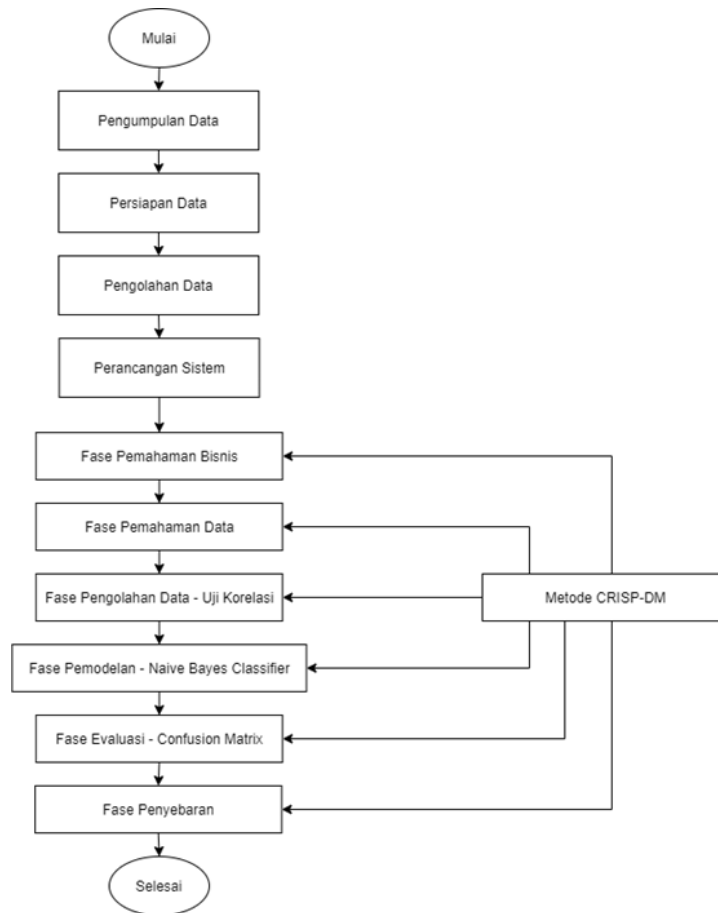 Mulai
Pengumpulan Data
Persiapan Data
Pengolahan Data
Perancangan Sistem
Fase Pemahaman Bisnis
Fase Pemahaman Data
Fase Pengolahan Data - Uji Korelasi
Metode CRISP-DM
Fase Pemodelan - Naive Bayes Classifier
Fase Evaluasi - Confusion Matrix
Fase Penyebaran
Selesai